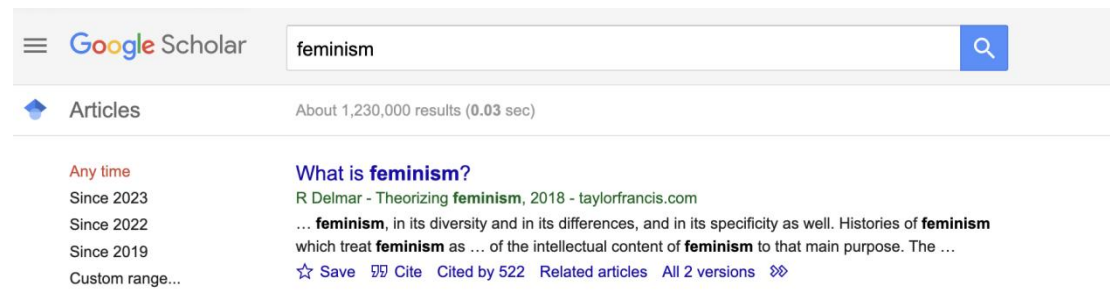 Google Scholar
feminism
Articles
About 1,230,000 results (0.03 sec)
Any time
Since 2023
Since 2022
Since 2019
Custom range...
What is feminism?
R Delmar - Theorizing feminism, 2018 - taylorfrancis.com
… feminism, in its diversity and in its differences, and in its specificity as well. Histories of feminism
which treat feminism as … of the intellectual content of feminism to that main purpose. The …
Save Cite Cited by 522 Related articles All 2 versions